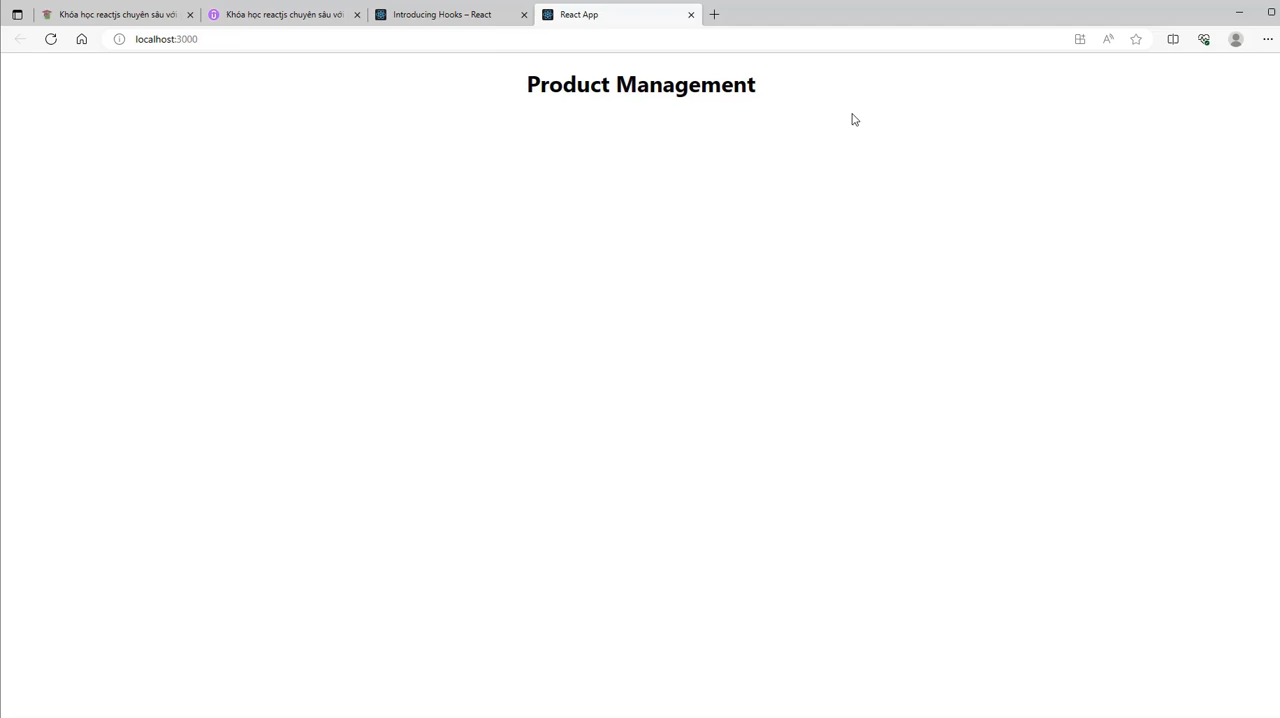 Khóa học reactjs chuyên sâu với
Khóa học reactjs chuyên sâu với
Introducing Hooks – React
React App
localhost:3000
Product Management